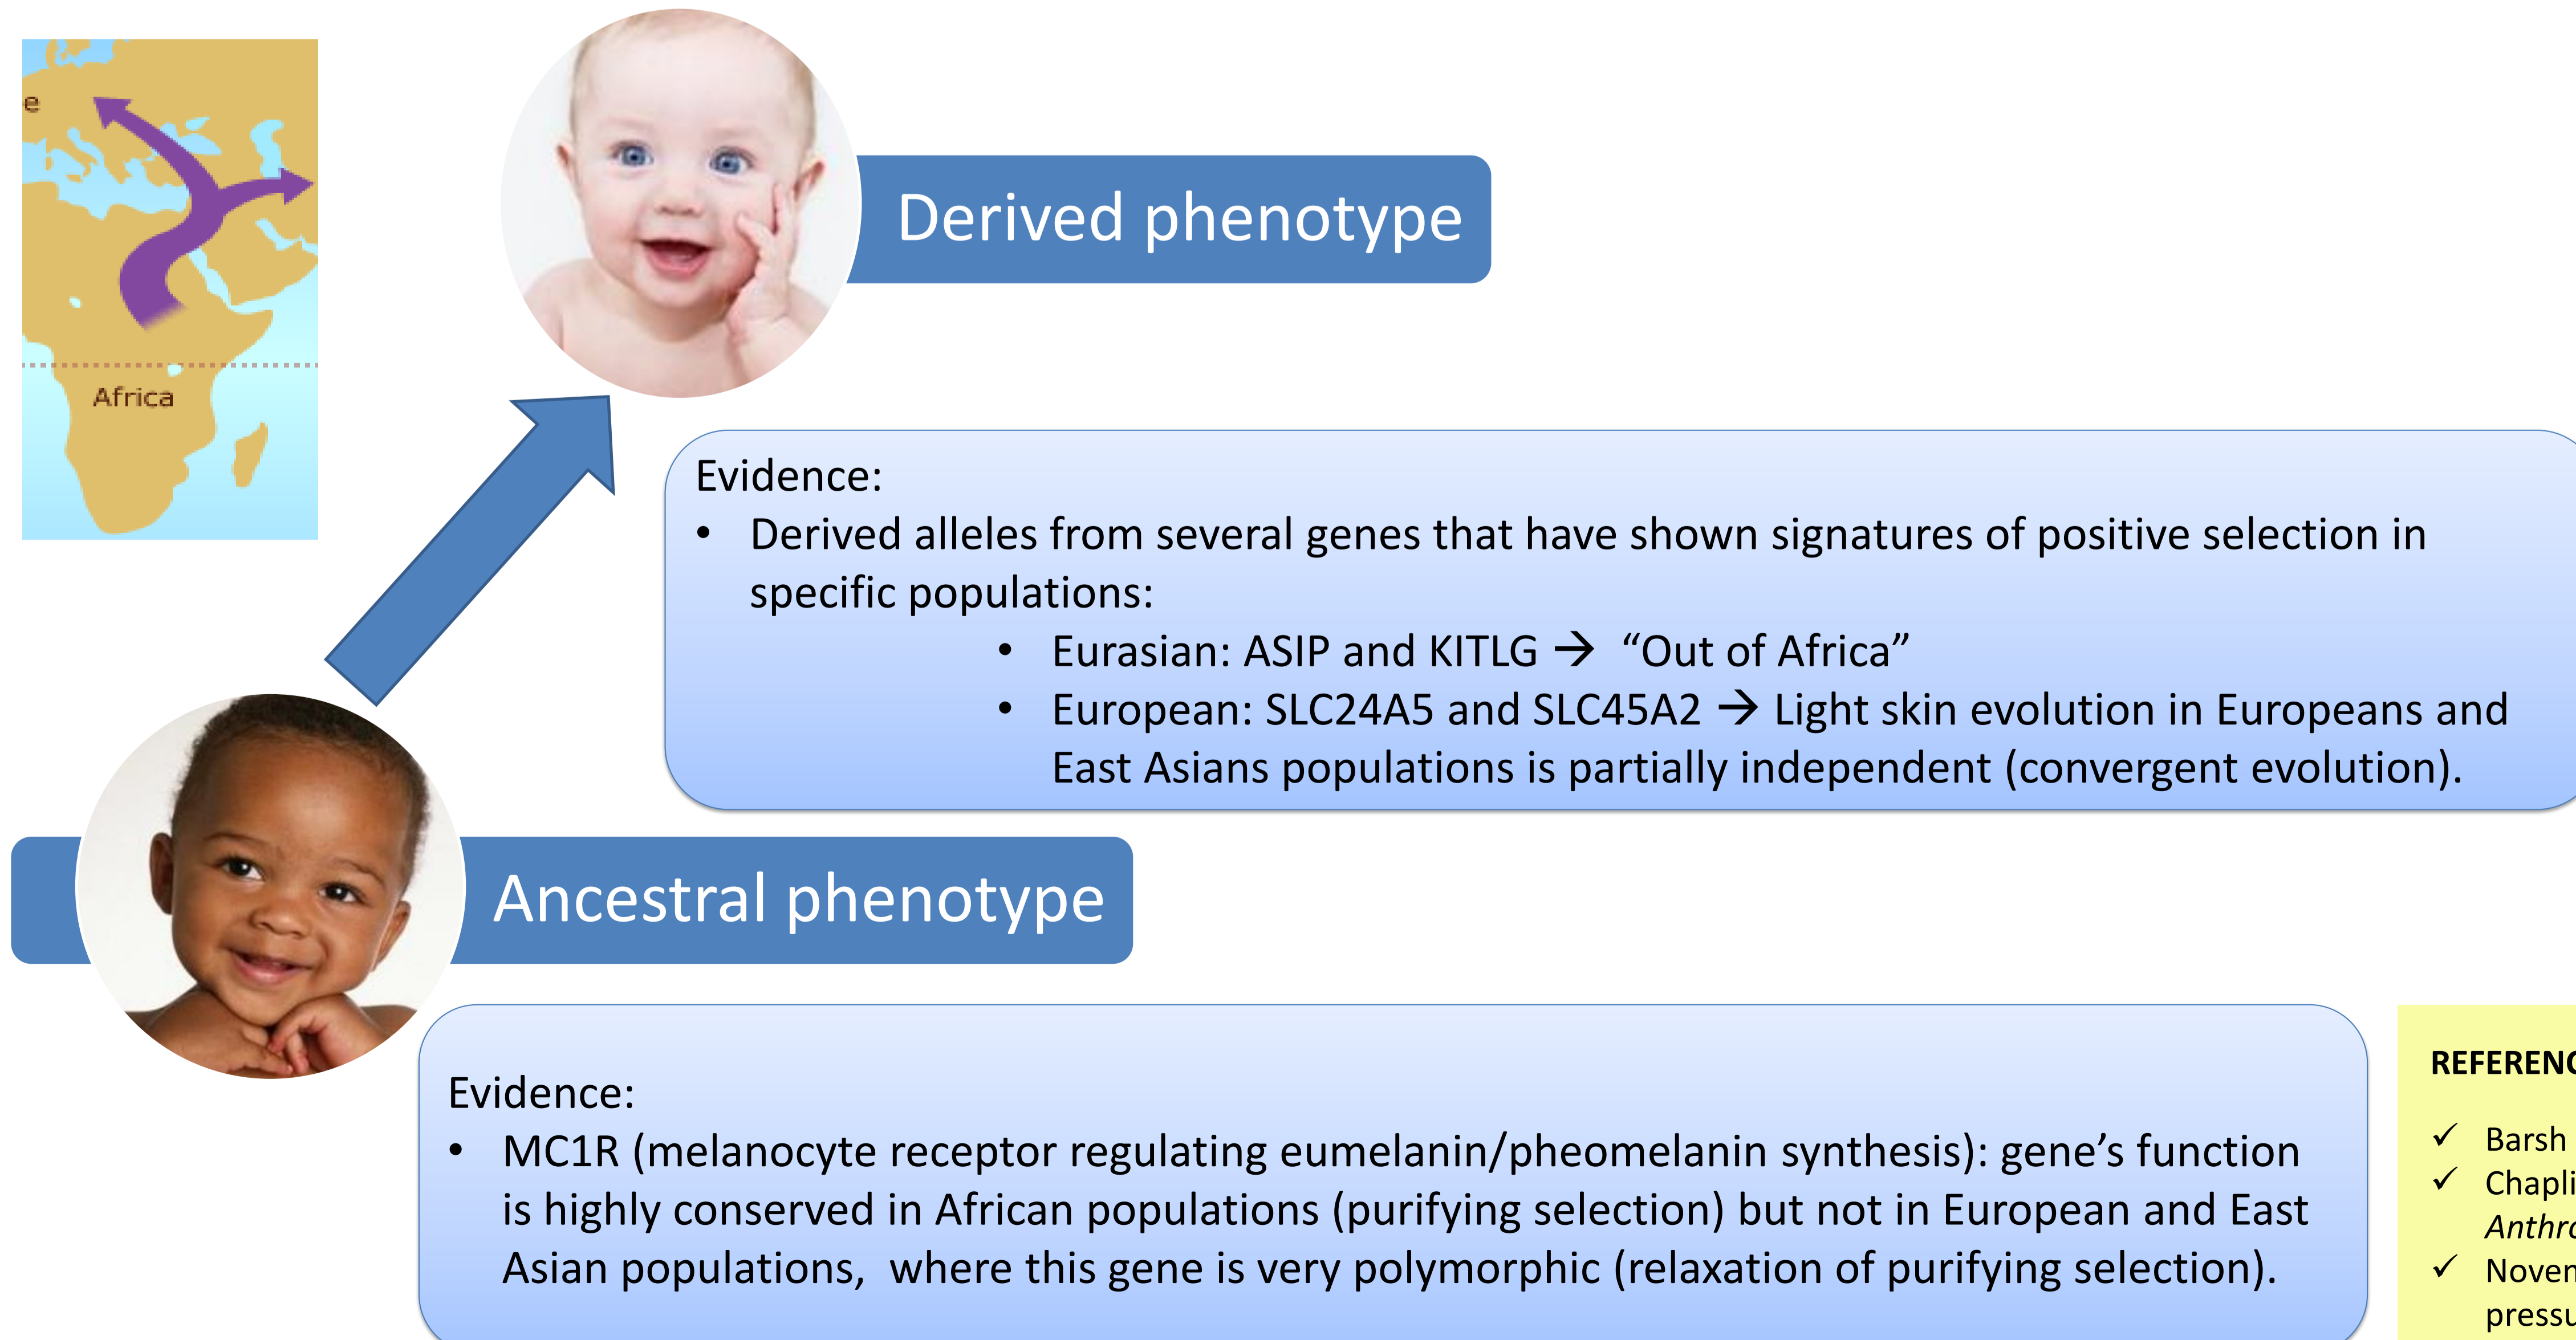 e
Africa
Derived phenotype
Evidence:
• Derived alleles from several genes that have shown signatures of positive selection in
specific populations:
• Eurasian: ASIP and KITLG → “Out of Africa”
• European: SLC24A5 and SLC45A2 → Light skin evolution in Europeans and
East Asians populations is partially independent (convergent evolution).
Ancestral phenotype
Evidence:
• MC1R (melanocyte receptor regulating eumelanin/pheomelanin synthesis): gene’s function
is highly conserved in African populations (purifying selection) but not in European and East
Asian populations,  where this gene is very polymorphic (relaxation of purifying selection).
✓ Barsh